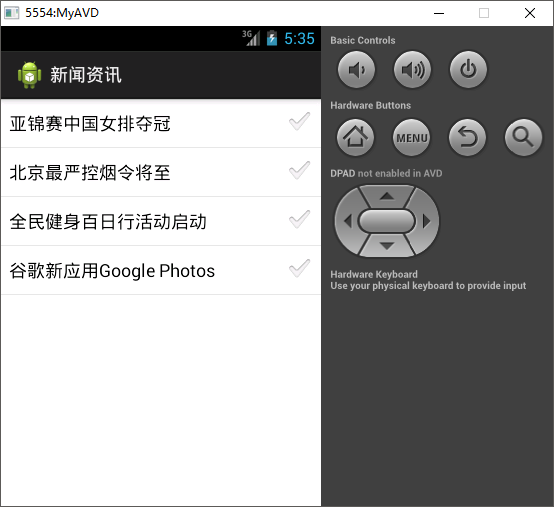 5554:MyAVD
3G 5:35
新闻资讯
亚锦赛中国女排夺冠
北京最严控烟令将至
全民健身百日行活动启动
谷歌新应用Google Photos
Basic Controls
Hardware Buttons
MENU
DPAD not enabled in AVD
Hardware Keyboard
Use your physical keyboard to provide input